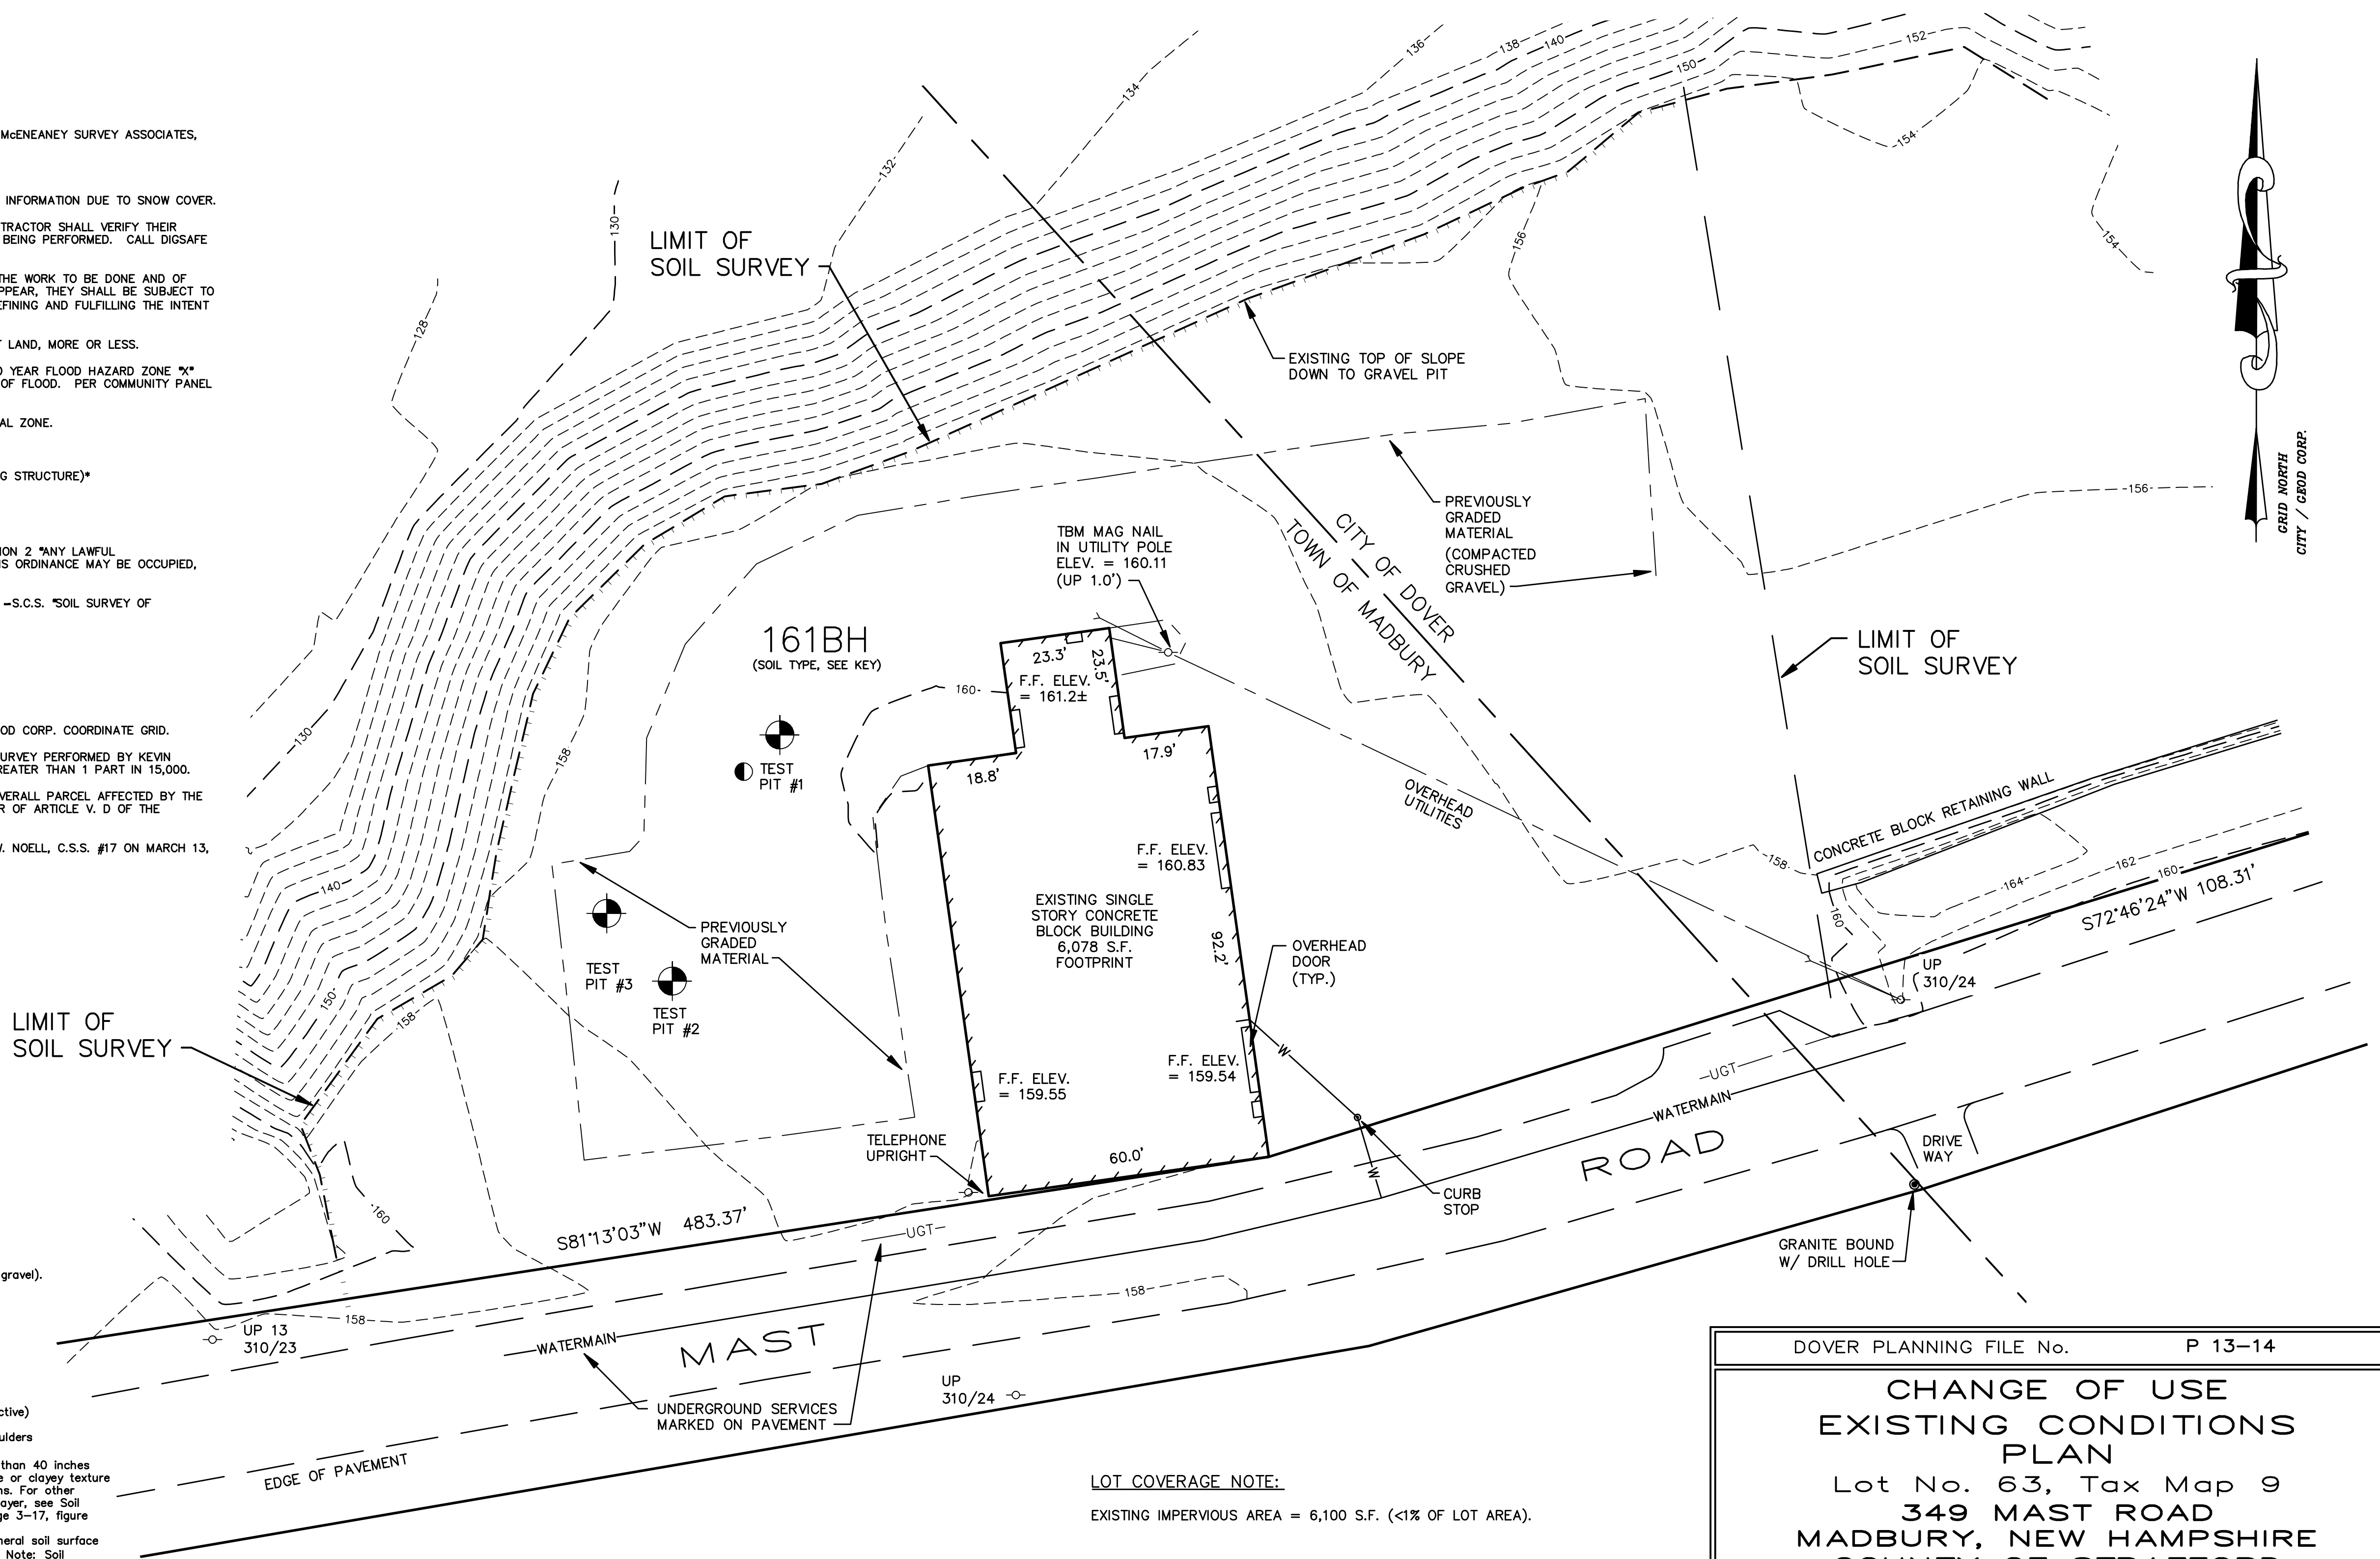 McENEANEY SURVEY ASSOCIATES,
INFORMATION DUE TO SNOW COVER.
TRACTOR SHALL VERIFY THEIR
BEING PERFORMED. CALL DIGSAFE
THE WORK TO BE DONE AND OF
PPEAR, THEY SHALL BE SUBJECT TO
EFINING AND FULFILLING THE INTENT
LAND, MORE OR LESS.
YEAR FLOOD HAZARD ZONE "X"
OF FLOOD. PER COMMUNITY PANEL
AL ZONE.
G STRUCTURE)*
ION 2 "ANY LAWFUL
IS ORDINANCE MAY BE OCCUPIED,
-S.C.S. "SOIL SURVEY OF
OD CORP. COORDINATE GRID.
URVEY PERFORMED BY KEVIN
REATER THAN 1 PART IN 15,000.
VERALL PARCEL AFFECTED BY THE
R OF ARTICLE V. D OF THE
W. NOELL, C.S.S. #17 ON MARCH 13,
gravel).
ctive)
ulders
than 40 inches
e or clayey texture
ns. For other
ayer, see Soil
ge 3-17, figure
neral soil surface
Note: Soil
136
138
140
150
152
134
154
132
130
128
156
154
156
LIMIT OF
SOIL SURVEY
EXISTING TOP OF SLOPE
DOWN TO GRAVEL PIT
GRID NORTH
CITY / GEOD CORP.
PREVIOUSLY
GRADED
MATERIAL
(COMPACTED
CRUSHED
GRAVEL)
TBM MAG NAIL
IN UTILITY POLE
ELEV. = 160.11
(UP 1.0')
CITY OF DOVER
TOWN OF MADBURY
161BH
(SOIL TYPE, SEE KEY)
LIMIT OF
SOIL SURVEY
23.3'
23.5'
F.F. ELEV.
= 161.2±
160
158
130
TEST
PIT #1
18.8'
17.9'
OVERHEAD
UTILITIES
CONCRETE BLOCK RETAINING WALL
158
162
164
160
160
S72°46'24"W 108.31'
F.F. ELEV.
= 160.83
EXISTING SINGLE
STORY CONCRETE
BLOCK BUILDING
6,078 S.F.
FOOTPRINT
92.2'
OVERHEAD
DOOR
(TYP.)
140
150
158
PREVIOUSLY
GRADED
MATERIAL
TEST
PIT #3
TEST
PIT #2
UP
310/24
LIMIT OF
SOIL SURVEY
F.F. ELEV.
= 159.55
F.F. ELEV.
= 159.54
W
W
UGT
WATERMAIN
ROAD
DRIVE
WAY
TELEPHONE
UPRIGHT
60.0'
CURB
STOP
GRANITE BOUND
W/ DRILL HOLE
160
S81°13'03"W 483.37'
UGT
158
158
UP 13
310/23
WATERMAIN
MAST
UP
310/24
UNDERGROUND SERVICES
MARKED ON PAVEMENT
EDGE OF PAVEMENT
LOT COVERAGE NOTE:
EXISTING IMPERVIOUS AREA = 6,100 S.F. (<1% OF LOT AREA).
DOVER PLANNING FILE No. P 13-14
CHANGE OF USE
EXISTING CONDITIONS
PLAN
Lot No. 63, Tax Map 9
349 MAST ROAD
MADBURY, NEW HAMPSHIRE
COUNTY OF STRAFFORD